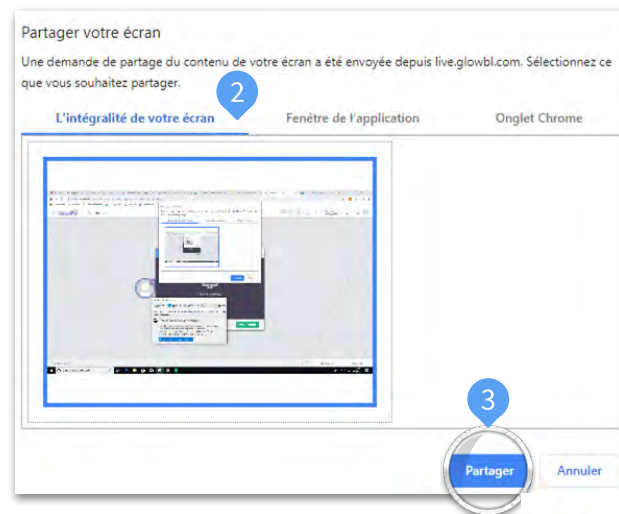 Partager votre écran
Une demande de partage du contenu de votre écran a été envoyée depuis live.glowbl.com. Sélectionnez ce
que vous souhaitez partager.
2
L'intégralité de votre écran Fenêtre de l'application Onglet Chrome
3
Partager Annuler